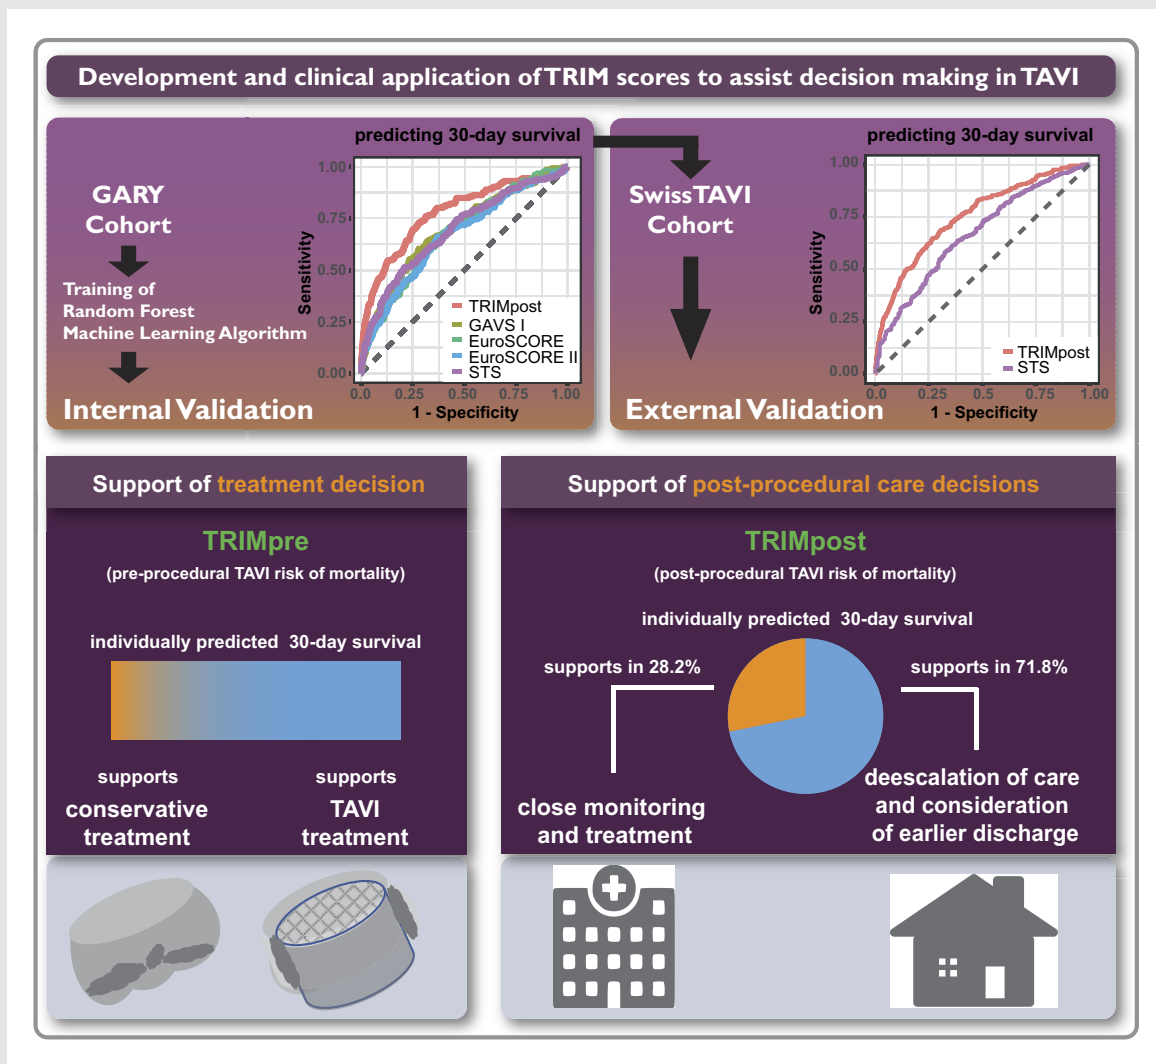 Development and clinical application of TRIM scores to assist decision making in TAVI
GARY
Cohort
Training of
Random Forest
Machine Learning Algorithm
Internal Validation
predicting 30-day survival
Sensitivity
1.00
0.75
0.50
0.25
0.00
TRIMpost
GAVS I
EuroSCORE
EuroSCORE II
STS
0.0
0.25
0.50
0.75
1.00
1 - Specificity
SwissTAVI
Cohort
External Validation
predicting 30-day survival
Sensitivity
1.00
0.75
0.50
0.25
0.00
TRIMpost
STS
0.0
0.25
0.5
0.75
1.00
1 - Specificity
Support of treatment decision
TRIMpre
(pre-procedural TAVI risk of mortality)
individually predicted 30-day survival
supports
conservative
treatment
supports
TAVI
treatment
Support of post-procedural care decisions
TRIMpost
(post-procedural TAVI risk of mortality)
individually predicted 30-day survival
supports in 28.2%
close monitoring
and treatment
supports in 71.8%
deescalation of care
and consideration
of earlier discharge